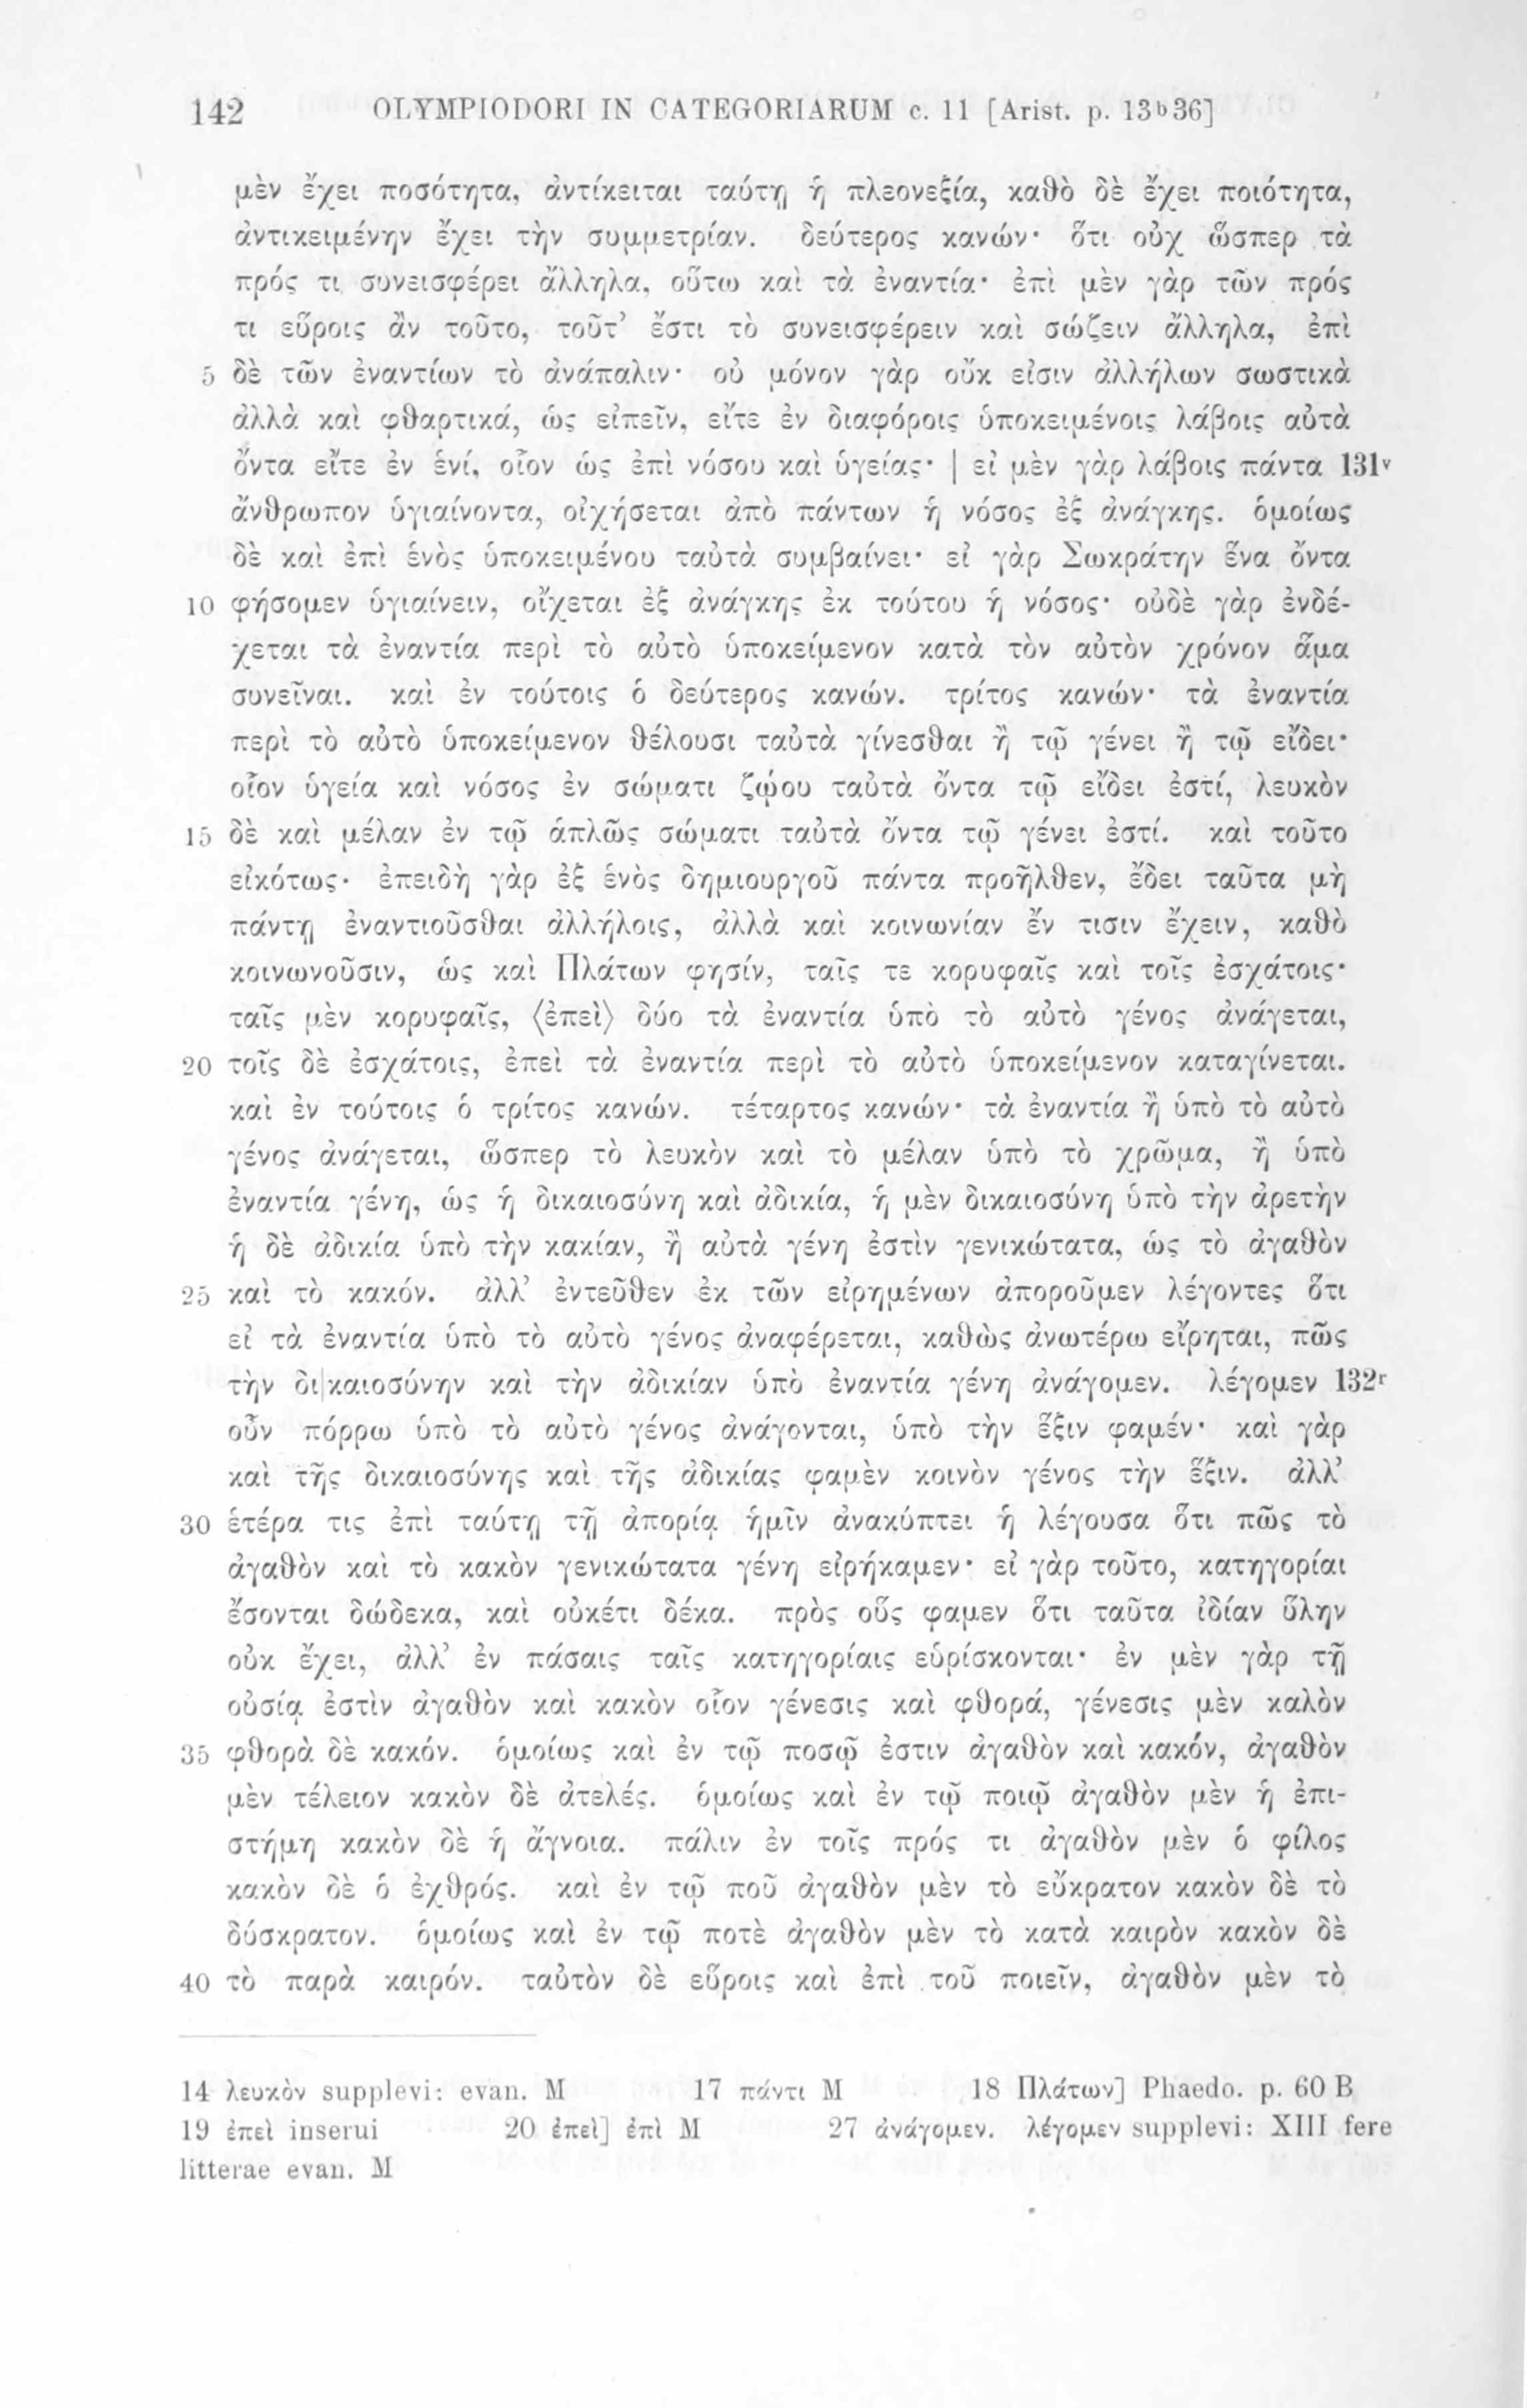 142 OLYMPIODORI IN CATEGORIARUM c. 11 [Arist. p. 13b36]
μὲν ἔχει ποσότητα, ἀντίκειται ταύτῃ ἡ πλεονεξία, καθὸ δὲ ἔχει ποιότητα,
ἀντικειμένην ἔχει τὴν συμμετρίαν. δεύτερος κανών· ὅτι οὐχ ὥσπερ τὰ
πρός τι συνεισφέρει ἄλληλα, οὕτω καὶ τὰ ἐναντία· ἐπὶ μὲν γὰρ τῶν πρός
τι εὕροις ἂν τοῦτο, τοῦτ’ ἔστι τὸ συνεισφέρειν καὶ σώζειν ἄλληλα, ἐπὶ
5 δὲ τῶν ἐναντίων τὸ ἀνάπαλιν· οὐ μόνον γὰρ οὔκ εἰσιν ἀλλήλων σωστικὰ
ἀλλὰ καὶ φθαρτικά, ὡς εἰπεῖν, εἴτε ἐν διαφόροις ὑποκειμένοις λάβοις αὐτὰ
ὄντα εἴτε ἐν ἑνί, οἷον ὡς ἐπὶ νόσου καὶ ὑγείας· | εἰ μὲν γὰρ λάβοις πάντα 131v
ἄνθρωπον ὑγιαίνοντα, οἰχήσεται ἀπὸ πάντων ἡ νόσος ἐξ ἀνάγκης. ὁμοίως
δὲ καὶ ἐπὶ ἑνὸς ὑποκειμένου ταὐτὰ συμβαίνει· εἰ γὰρ Σωκράτην ἕνα ὄντα
10 φήσομεν ὑγιαίνειν, οἴχεται ἐξ ἀνάγκης ἐκ τούτου ἡ νόσος· οὐδὲ γὰρ ἐνδέ-
χεται τὰ ἐναντία περὶ τὸ αὐτὸ ὑποκείμενον κατὰ τὸν αὐτὸν χρόνον ἅμα
συνεῖναι. καὶ ἐν τούτοις ὁ δεύτερος κανών. τρίτος κανών· τὰ ἐναντία
περὶ τὸ αὐτὸ ὑποκείμενον θέλουσι ταὐτὰ γίνεσθαι ἢ τῷ γένει ἢ τῷ εἴδει·
οἷον ὑγεία καὶ νόσος ἐν σώματι ζῴου ταὐτὰ ὄντα τῷ εἴδει ἐστί, λευκὸν
15 δὲ καὶ μέλαν ἐν τῷ ἁπλῶς σώματι ταὐτὰ ὄντα τῷ γένει ἐστί. καὶ τοῦτο
εἰκότως· ἐπειδὴ γὰρ ἐξ ἑνὸς δημιουργοῦ πάντα προῆλθεν, ἔδει ταῦτα μὴ
πάντῃ ἐναντιοῦσθαι ἀλλήλοις, ἀλλὰ καὶ κοινωνίαν ἔν τισιν ἔχειν, καθὸ
κοινωνοῦσιν, ὡς καὶ Πλάτων φησίν, ταῖς τε κορυφαῖς καὶ τοῖς ἐσχάτοις·
ταῖς μὲν κορυφαῖς, ⟨ἐπεὶ⟩ δύο τὰ ἐναντία ὑπὸ τὸ αὐτὸ γένος ἀνάγεται,
20 τοῖς δὲ ἐσχάτοις, ἐπεὶ τὰ ἐναντία περὶ τὸ αὐτὸ ὑποκείμενον καταγίνεται.
καὶ ἐν τούτοις ὁ τρίτος κανών. τέταρτος κανών· τὰ ἐναντία ἢ ὑπὸ τὸ αὐτὸ
γένος ἀνάγεται, ὥσπερ τὸ λευκὸν καὶ τὸ μέλαν ὑπὸ τὸ χρῶμα, ἢ ὑπὸ
ἐναντία γένη, ὡς ἡ δικαιοσύνη καὶ ἀδικία, ἡ μὲν δικαιοσύνη ὑπὸ τὴν ἀρετὴν
ἡ δὲ ἀδικία ὑπὸ τὴν κακίαν, ἢ αὐτὰ γένη ἐστὶν γενικώτατα, ὡς τὸ ἀγαθὸν
25 καὶ τὸ κακόν. ἀλλ’ ἐντεῦθεν ἐκ τῶν εἰρημένων ἀποροῦμεν λέγοντες ὅτι
εἰ τὰ ἐναντία ὑπὸ τὸ αὐτὸ γένος ἀναφέρεται, καθὼς ἀνωτέρω εἴρηται, πῶς
τὴν δι|καιοσύνην καὶ τὴν ἀδικίαν ὑπὸ ἐναντία γένη ἀνάγομεν. λέγομεν 132r
οὖν πόρρω ὑπὸ τὸ αὐτὸ γένος ἀνάγονται, ὑπὸ τὴν ἕξιν φαμέν· καὶ γὰρ
καὶ τῆς δικαιοσύνης καὶ τῆς ἀδικίας φαμὲν κοινὸν γένος τὴν ἕξιν. ἀλλ’
30 ἑτέρα τις ἐπὶ ταύτῃ τῇ ἀπορίᾳ ἡμῖν ἀνακύπτει ἡ λέγουσα ὅτι πῶς τὸ
ἀγαθὸν καὶ τὸ κακὸν γενικώτατα γένη εἰρήκαμεν· εἰ γὰρ τοῦτο, κατηγορίαι
ἔσονται δώδεκα, καὶ οὐκέτι δέκα. πρὸς οὕς φαμεν ὅτι ταῦτα ἰδίαν ὕλην
οὐκ ἔχει, ἀλλ’ ἐν πάσαις ταῖς κατηγορίαις εὑρίσκονται· ἐν μὲν γὰρ τῇ
οὐσίᾳ ἐστὶν ἀγαθὸν καὶ κακὸν οἷον γένεσις καὶ φθορά, γένεσις μὲν καλὸν
35 φθορὰ δὲ κακόν. ὁμοίως καὶ ἐν τῷ ποσῷ ἐστιν ἀγαθὸν καὶ κακόν, ἀγαθὸν
μὲν τέλειον κακὸν δὲ ἀτελές. ὁμοίως καὶ ἐν τῷ ποιῷ ἀγαθὸν μὲν ἡ ἐπι-
στήμη κακὸν δὲ ἡ ἄγνοια. πάλιν ἐν τοῖς πρός τι ἀγαθὸν μὲν ὁ φίλος
κακὸν δὲ ὁ ἐχθρός. καὶ ἐν τῷ ποῦ ἀγαθὸν μὲν τὸ εὔκρατον κακὸν δὲ τὸ
δύσκρατον. ὁμοίως καὶ ἐν τῷ ποτὲ ἀγαθὸν μὲν τὸ κατὰ καιρὸν κακὸν δὲ
40 τὸ παρὰ καιρόν. ταὐτὸν δὲ εὕροις καὶ ἐπὶ τοῦ ποιεῖν, ἀγαθὸν μὲν τὸ
14 λευκὸν supplevi: evan. M 17 πάντι M 18 Πλάτων] Phaedo. p. 60 B
19 ἐπεὶ inserui 20 ἐπεὶ] ἐπὶ M 27 ἀνάγομεν. λέγομεν supplevi: XIII fere
litterae evan. M